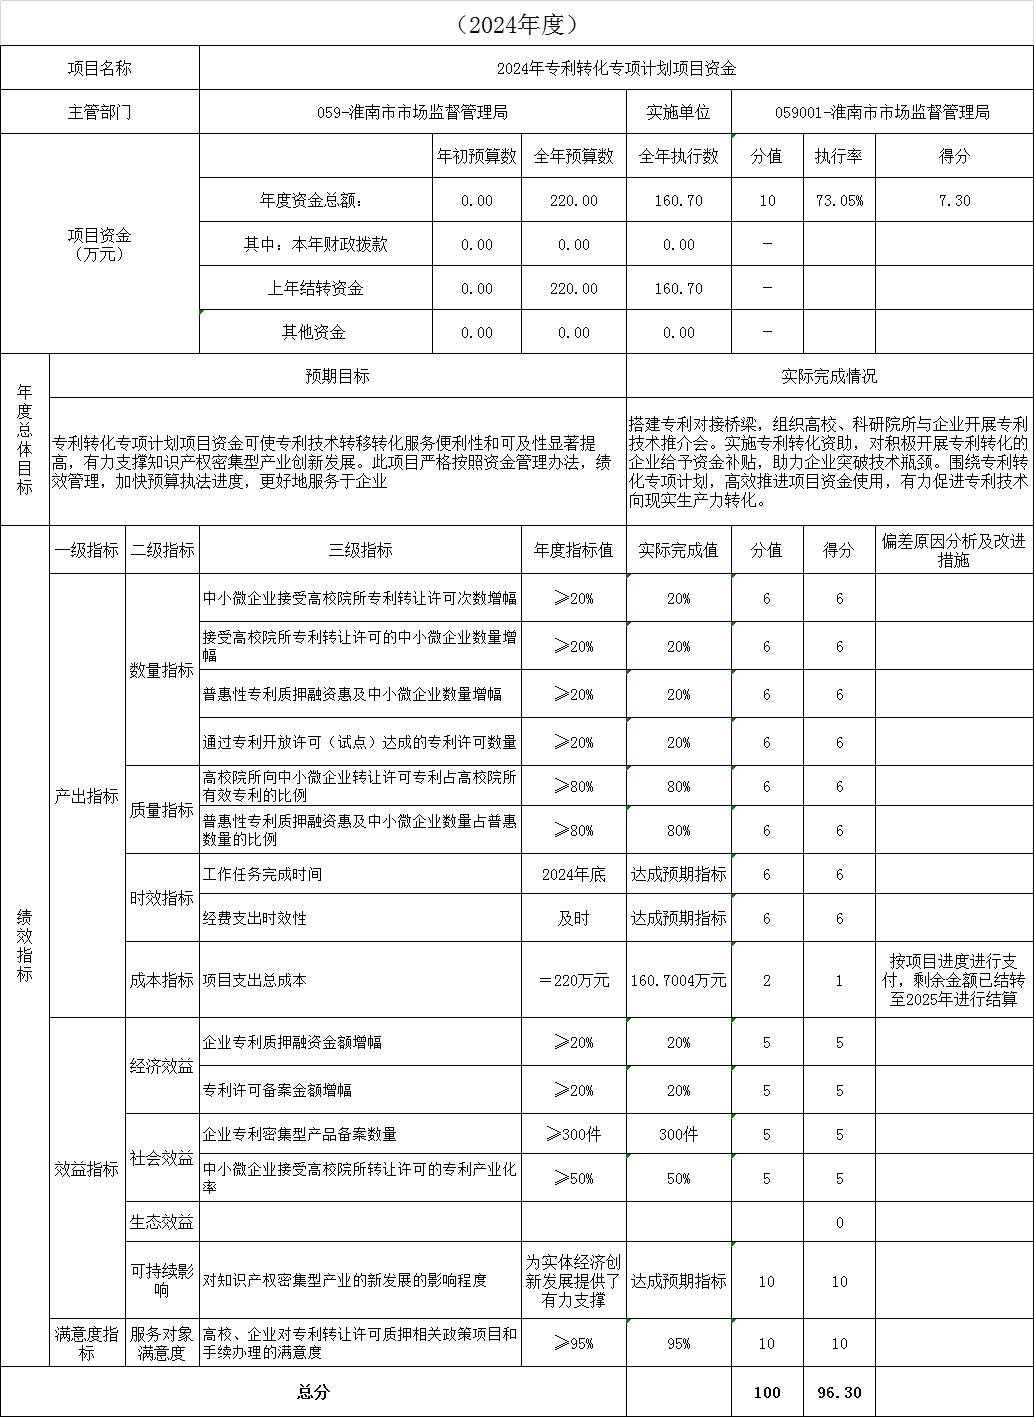 （2024年度）
项目名称 2024年专利转化专项计划项目资金
主管部门 059-淮南市市场监督管理局 实施单位 059001-淮南市市场监督管理局
项目资金
（万元）
年初预算数 全年预算数 全年执行数 分值 执行率 得分
年度资金总额： 0.00 220.00 160.70 10 73.05% 7.30
其中：本年财政拨款 0.00 0.00 0.00 －
上年结转资金 0.00 220.00 160.70 －
其他资金 0.00 0.00 0.00 －
年度总体目标
预期目标 实际完成情况
专利转化专项计划项目资金可使专利技术转移转化服务便利性和可及性显著提
高，有力支撑知识产权密集型产业创新发展。此项目严格按照资金管理办法，绩
效管理，加快预算执法进度，更好地服务于企业
搭建专利对接桥梁，组织高校、科研院所与企业开展专利
技术推介会。实施专利转化资助，对积极开展专利转化的
企业给予资金补贴，助力企业突破技术瓶颈。围绕专利转
化专项计划，高效推进项目资金使用，有力促进专利技术
向现实生产力转化。
绩效指标
一级指标 二级指标 三级指标 年度指标值 实际完成值 分值 得分 偏差原因分析及改进
措施
产出指标
数量指标
中小微企业接受高校院所专利转让许可次数增幅 ≥20% 20% 6 6
接受高校院所专利转让许可的中小微企业数量增
幅 ≥20% 20% 6 6
普惠性专利质押融资惠及中小微企业数量增幅 ≥20% 20% 6 6
通过专利开放许可（试点）达成的专利许可数量 ≥20% 20% 6 6
质量指标
高校院所向中小微企业转让许可专利占高校院所
有效专利的比例 ≥80% 80% 6 6
普惠性专利质押融资惠及中小微企业数量占普惠
数量的比例 ≥80% 80% 6 6
时效指标
工作任务完成时间 2024年底 达成预期指标 6 6
经费支出时效性 及时 达成预期指标 6 6
成本指标 项目支出总成本 ＝220万元 160.7004万元 2 1 按项目进度进行支
付，剩余金额已结转
至2025年进行结算
效益指标
经济效益
企业专利质押融资金额增幅 ≥20% 20% 5 5
专利许可备案金额增幅 ≥20% 20% 5 5
社会效益
企业专利密集型产品备案数量 ≥300件 300件 5 5
中小微企业接受高校院所转让许可的专利产业化
率 ≥50% 50% 5 5
生态效益 0
可持续影
响 对知识产权密集型产业的新发展的影响程度 为实体经济创
新发展提供了
有力支撑 达成预期指标 10 10
满意度指
标 服务对象
满意度 高校、企业对专利转让许可质押相关政策项目和
手续办理的满意度 ≥95% 95% 10 10
总分 100 96.30